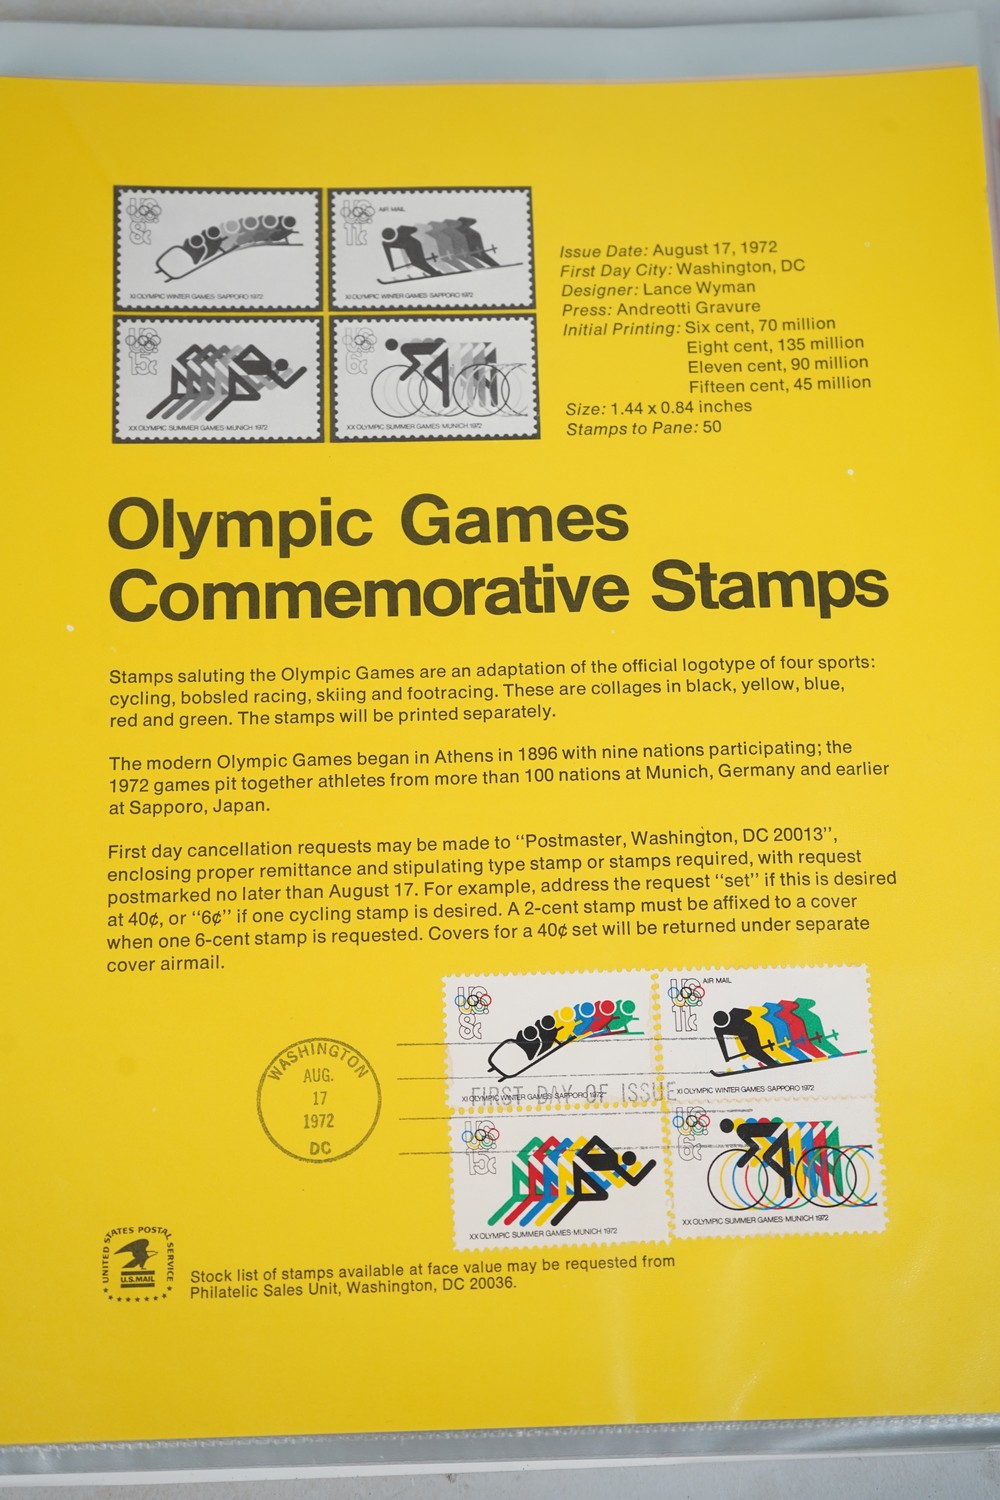 US
8c
XI OLYMPIC WINTER GAMES·SAPPORO 1972
US
11c
AIR MAIL
XI OLYMPIC WINTER GAMES·SAPPORO 1972
US
15c
XX OLYMPIC SUMMER GAMES·MUNICH 1972
US
6c
XX OLYMPIC SUMMER GAMES·MUNICH 1972
Issue Date: August 17, 1972
First Day City: Washington, DC
Designer: Lance Wyman
Press: Andreotti Gravure
Initial Printing: Six cent, 70 million
Eight cent, 135 million
Eleven cent, 90 million
Fifteen cent, 45 million
Size: 1.44 x 0.84 inches
Stamps to Pane: 50
Olympic Games
Commemorative Stamps
Stamps saluting the Olympic Games are an adaptation of the official logotype of four sports:
cycling, bobsled racing, skiing and footracing. These are collages in black, yellow, blue,
red and green. The stamps will be printed separately.
The modern Olympic Games began in Athens in 1896 with nine nations participating; the
1972 games pit together athletes from more than 100 nations at Munich, Germany and earlier
at Sapporo, Japan.
First day cancellation requests may be made to “Postmaster, Washington, DC 20013”,
enclosing proper remittance and stipulating type stamp or stamps required, with request
postmarked no later than August 17. For example, address the request “set” if this is desired
at 40¢, or “6¢” if one cycling stamp is desired. A 2-cent stamp must be affixed to a cover
when one 6-cent stamp is requested. Covers for a 40¢ set will be returned under separate
cover airmail.
WASHINGTON
AUG.
17
1972
DC
US
8c
XI OLYMPIC WINTER GAMES·SAPPORO 1972
US
11c
AIR MAIL
XI OLYMPIC WINTER GAMES·SAPPORO 1972
FIRST DAY OF ISSUE
US
15c
XX OLYMPIC SUMMER GAMES·MUNICH 1972
US
6c
XX OLYMPIC SUMMER GAMES·MUNICH 1972
UNITED STATES POSTAL SERVICE
U.S.MAIL
Stock list of stamps available at face value may be requested from
Philatelic Sales Unit, Washington, DC 20036.